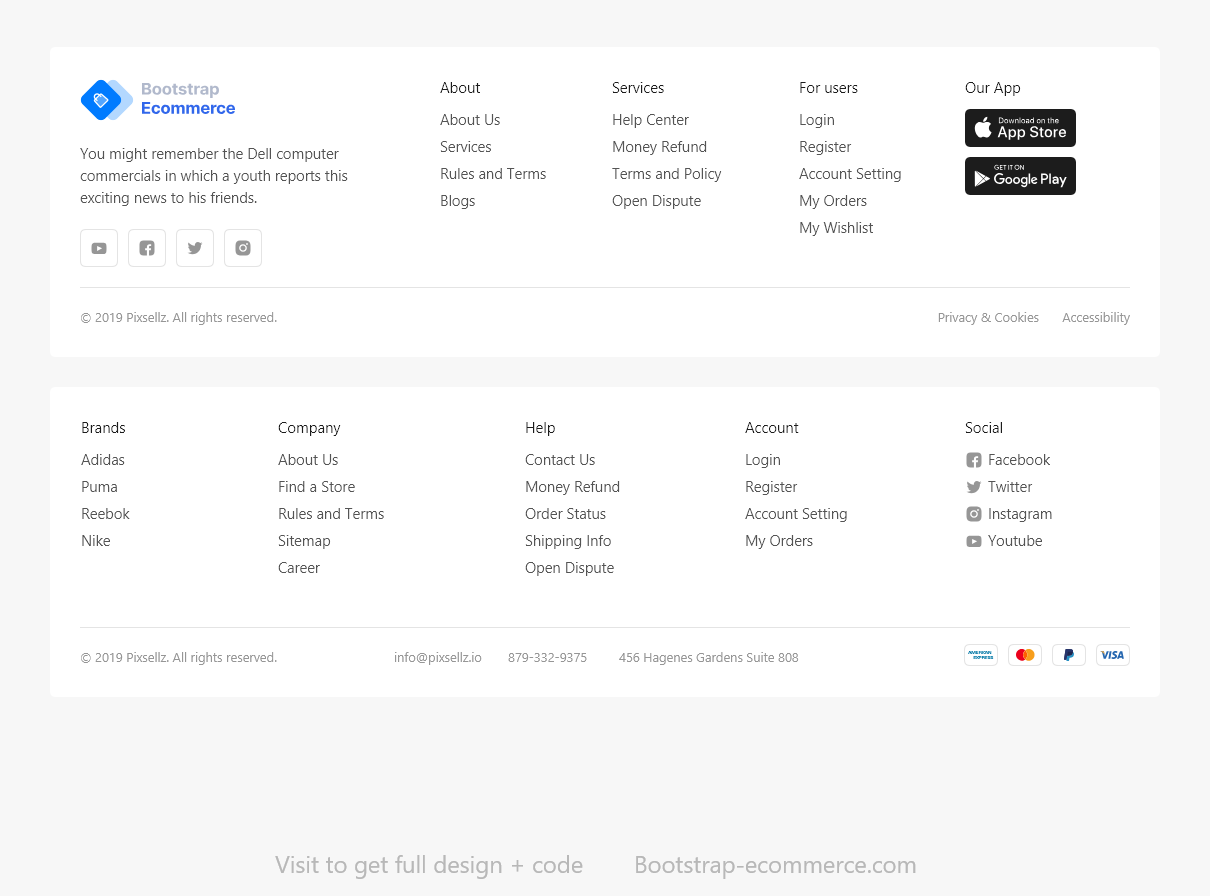 Bootstrap
Ecommerce
You might remember the Dell computer
commercials in which a youth reports this
exciting news to his friends.
About
About Us
Services
Rules and Terms
Blogs
Services
Help Center
Money Refund
Terms and Policy
Open Dispute
For users
Login
Register
Account Setting
My Orders
My Wishlist
Our App
Download on the
App Store
GET IT ON
Google Play
© 2019 Pixsellz. All rights reserved.
Privacy & Cookies
Accessibility
Brands
Adidas
Puma
Reebok
Nike
Company
About Us
Find a Store
Rules and Terms
Sitemap
Career
Help
Contact Us
Money Refund
Order Status
Shipping Info
Open Dispute
Account
Login
Register
Account Setting
My Orders
Social
Facebook
Twitter
Instagram
Youtube
© 2019 Pixsellz. All rights reserved.
info@pixsellz.io
879-332-9375
456 Hagenes Gardens Suite 808
AMERICAN
EXPRESS
VISA
Visit to get full design + code
Bootstrap-ecommerce.com